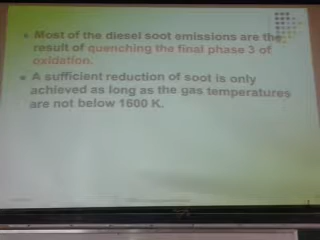 Most of the diesel soot emissions are the
result of quenching the final phase 3 of
oxidation.
A sufficient reduction of soot is only
achieved as long as the gas temperatures
are not below 1600 K.